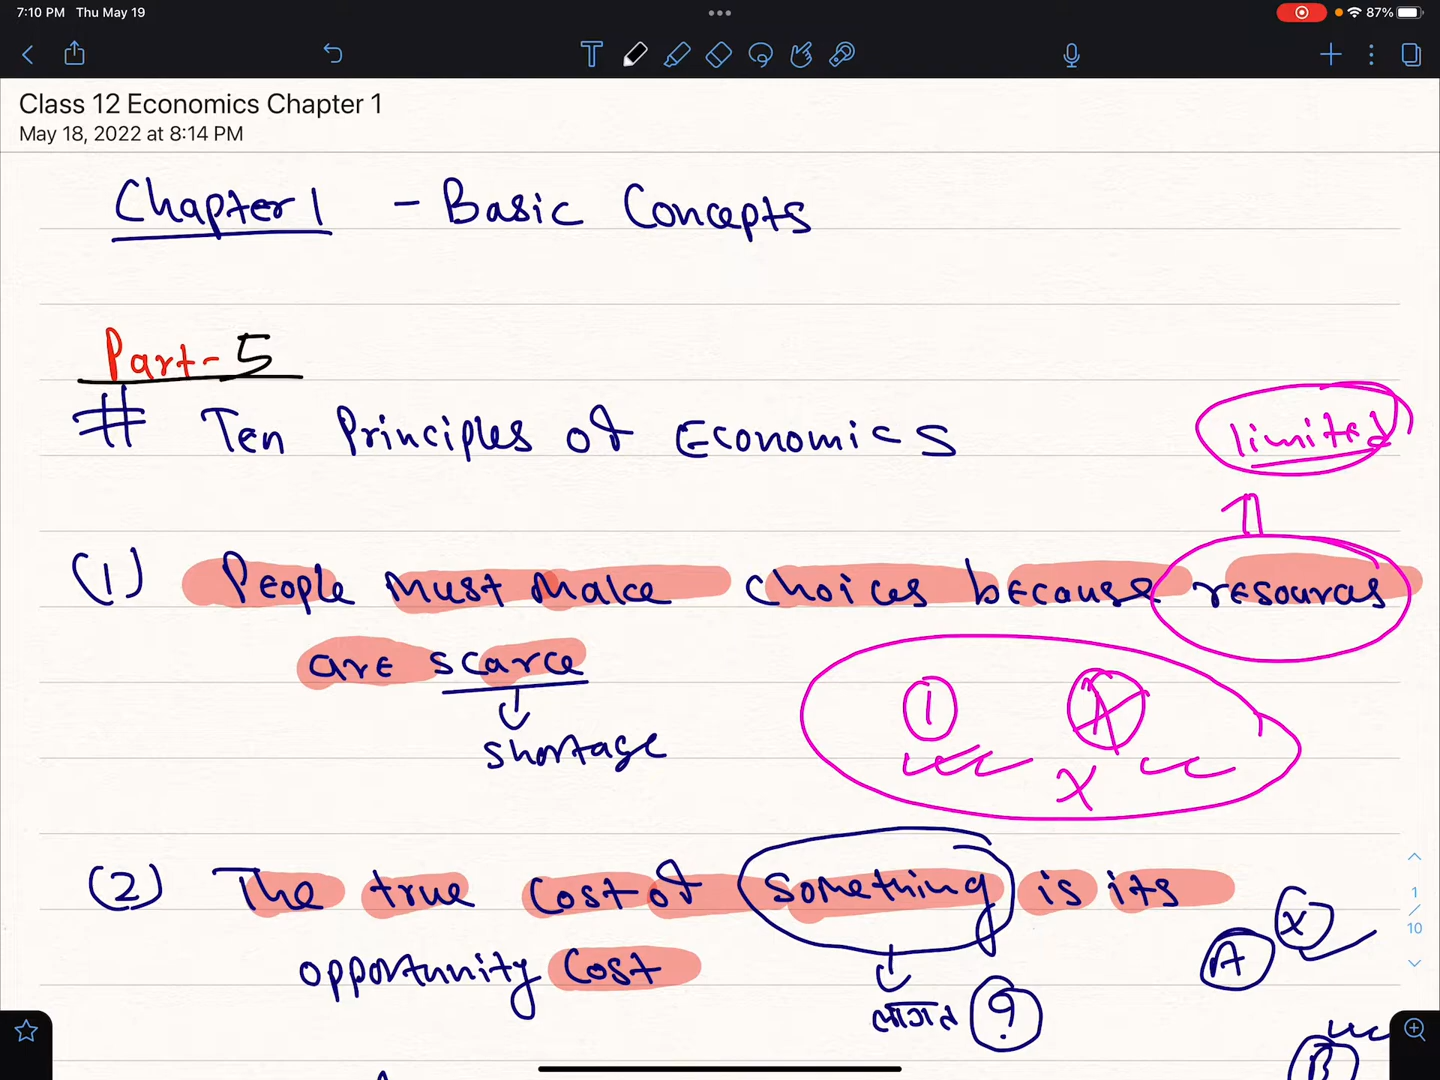 7:10 PM Thu May 19
87%
Class 12 Economics Chapter 1
May 18, 2022 at 8:14 PM
Chapter 1 - Basic Concepts
Part-5
# Ten Principles of Economics
limited
(1) People must make choices because resources
are scarce
1
shortage
x
(2) The true cost of something is its
opportunity cost
X
A
?
B
1
/
10